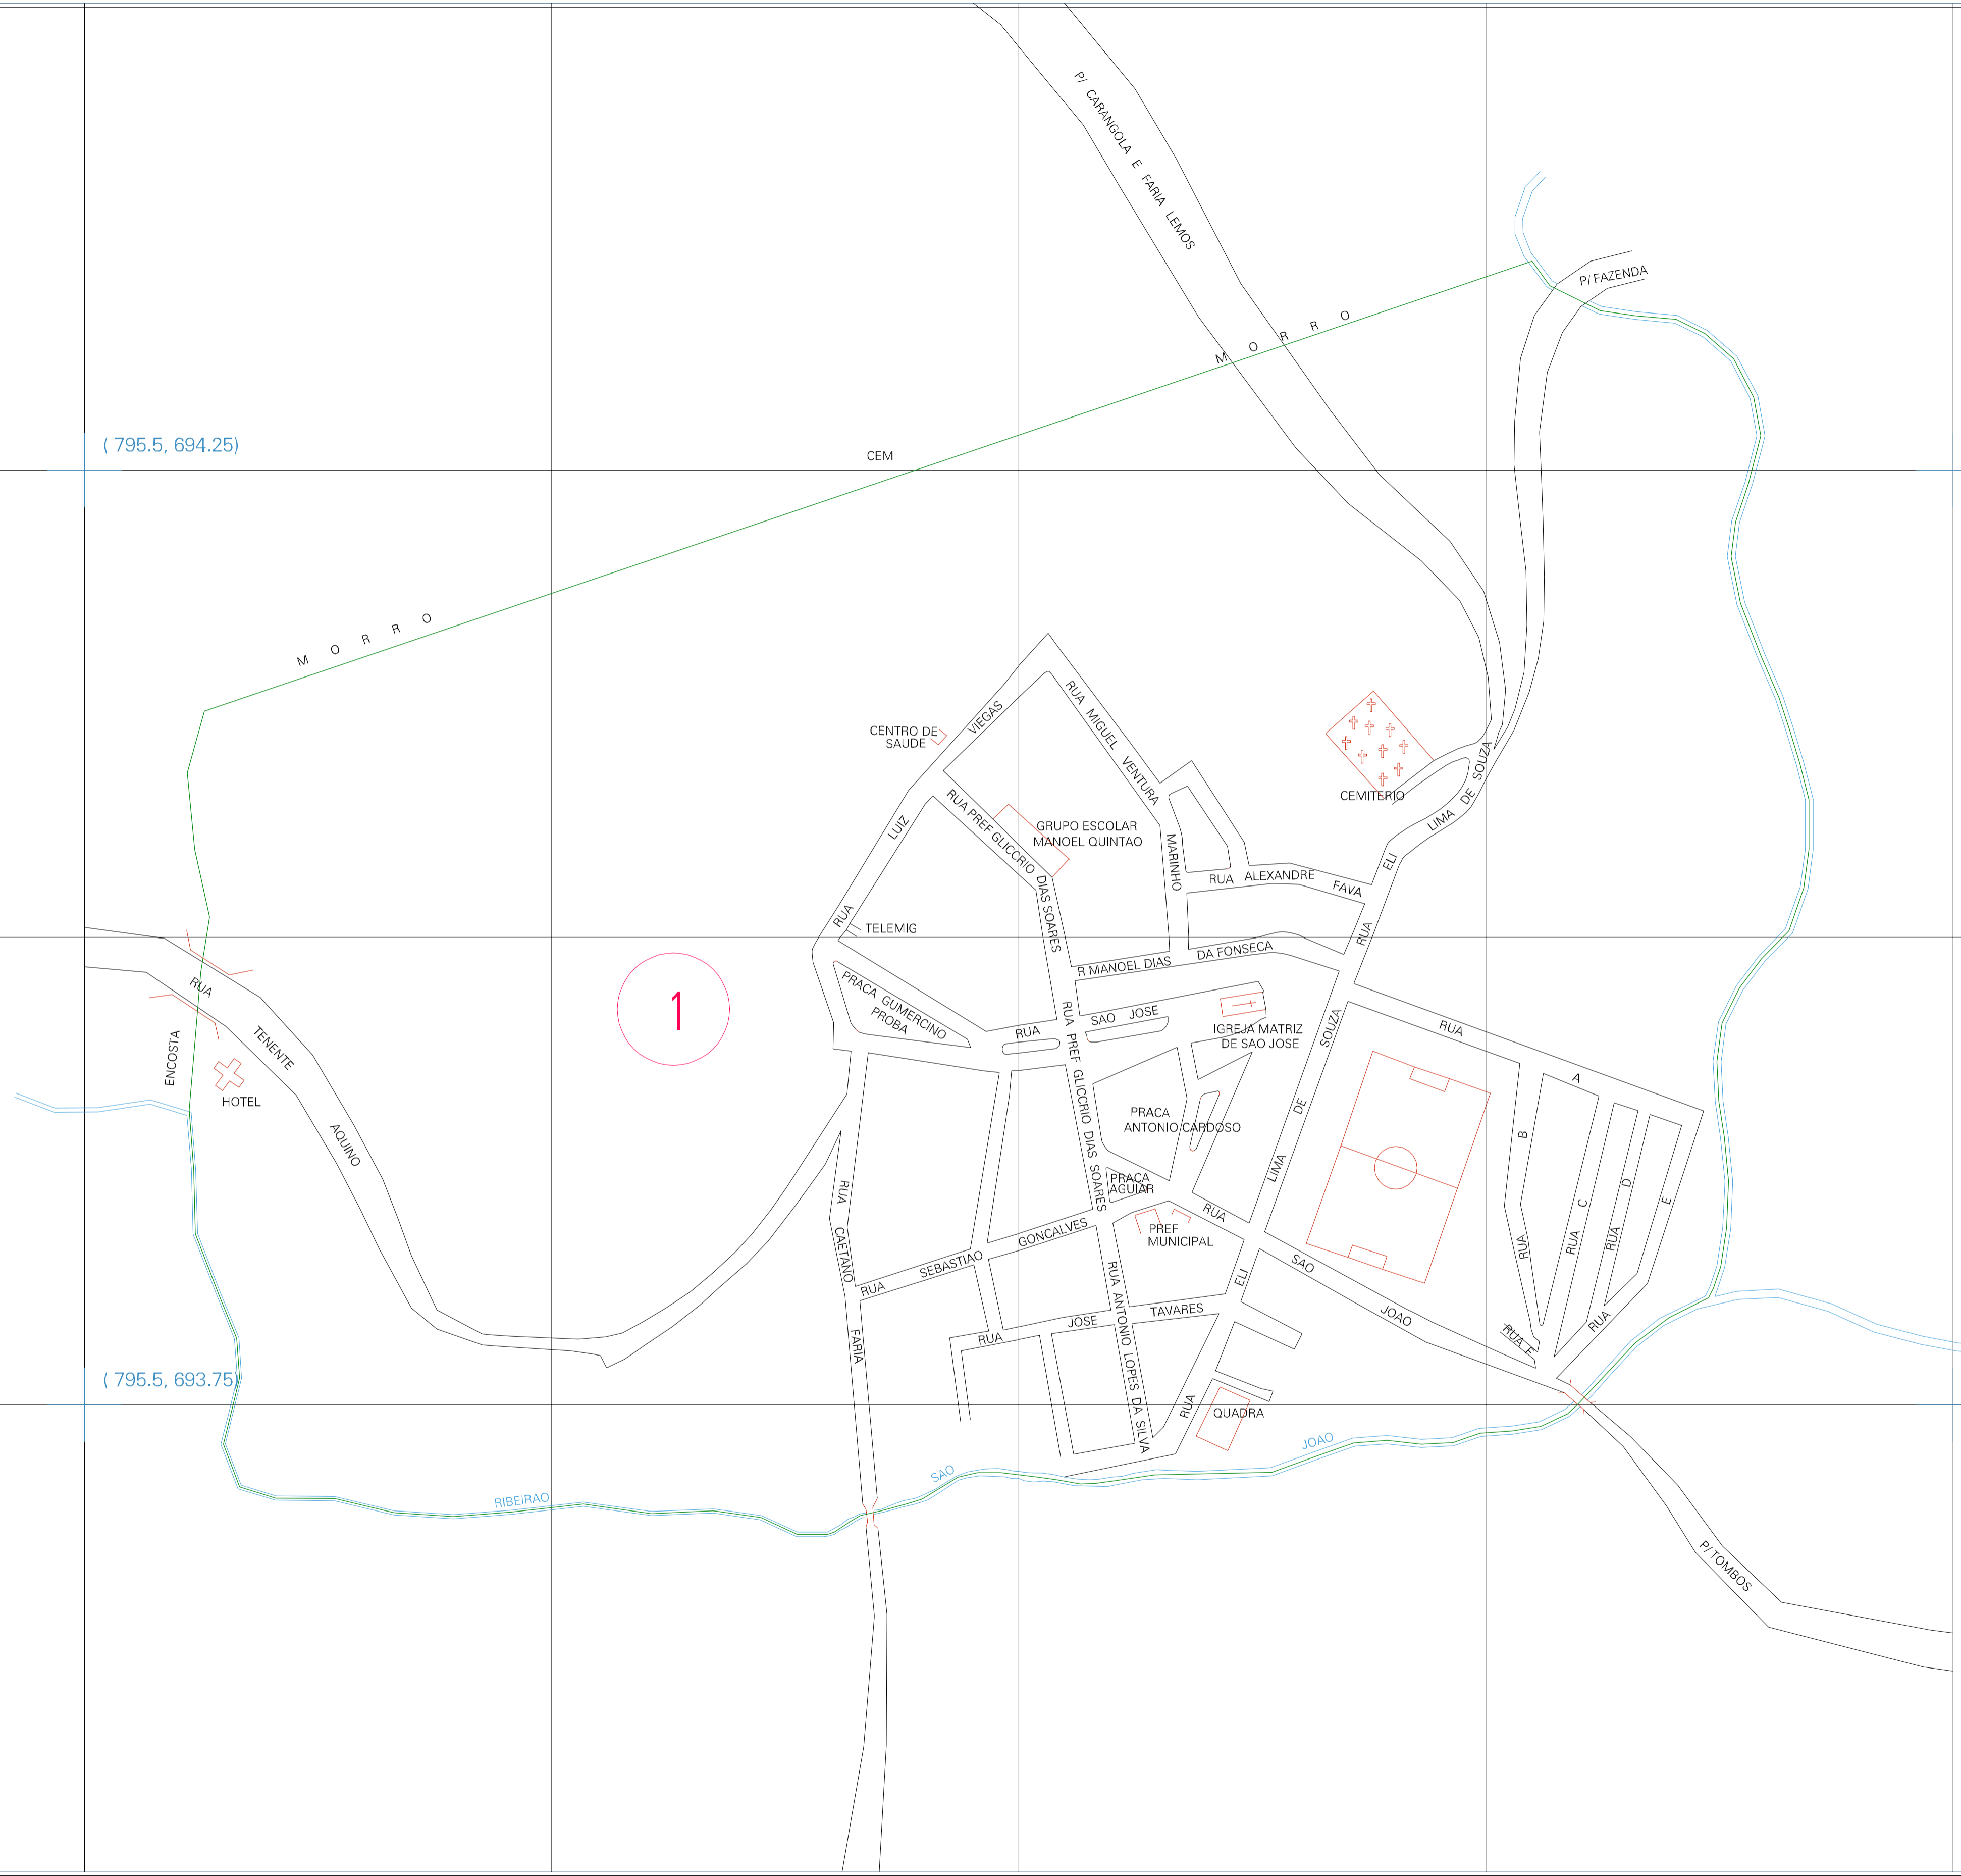 P/ CARANGOLA E FARIA LEMOS
P/ FAZENDA
MORRO
( 795.5, 694.25)
CEM
MORRO
CENTRO DE
SAUDE
RUA LUIZ VIEGAS
RUA MIGUEL VENTURA MARINHO
CEMITERIO
RUA ELI LIMA DE SOUZA
RUA PREF GLICCRIO DIAS SOARES
GRUPO ESCOLAR
MANOEL QUINTAO
RUA ALEXANDRE FAVA
TELEMIG
R MANOEL DIAS DA FONSECA
1
PRACA GUMERCINO
PROBA
RUA SAO JOSE
IGREJA MATRIZ
DE SAO JOSE
RUA PREF GLICCRIO DIAS SOARES
RUA TENENTE AQUINO
ENCOSTA
HOTEL
PRACA
ANTONIO CARDOSO
PRACA
AGUIAR
RUA ELI LIMA DE SOUZA
RUA A
RUA B
RUA C
RUA D
RUA E
RUA F
RUA SAO JOAO
PREF
MUNICIPAL
RUA SEBASTIAO GONCALVES
RUA CAETANO FARIA
RUA JOSE TAVARES
RUA ANTONIO LOPES DA SILVA
QUADRA
( 795.5, 693.75)
RIBEIRAO SAO JOAO
P/ TOMBOS